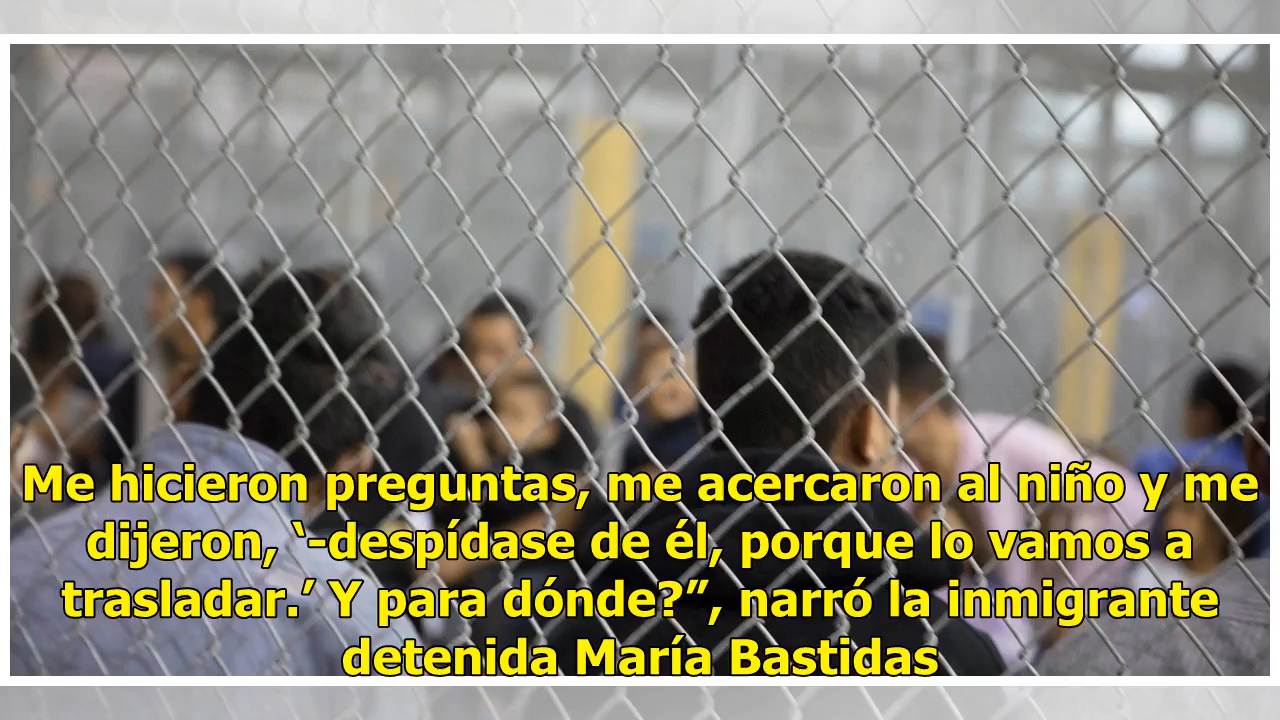 Me hicieron preguntas, me acercaron al niño y me
dijeron, ‘-despídase de él, porque lo vamos a
trasladar.’ Y para dónde?”, narró la inmigrante
detenida María Bastidas